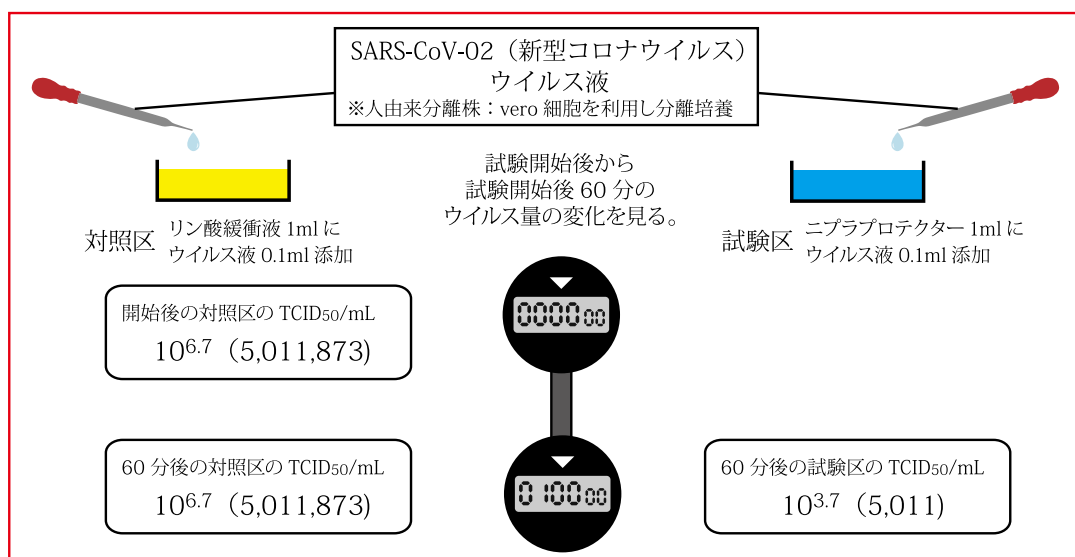 SARS-CoV-02（新型コロナウイルス）
ウイルス液
※人由来分離株：vero 細胞を利用し分離培養
試験開始後から
試験開始後 60 分の
ウイルス量の変化を見る。
対照区
リン酸緩衝液 1ml に
ウイルス液 0.1ml 添加
試験区
ニプラプロテクター 1ml に
ウイルス液 0.1ml 添加
開始後の対照区の TCID50/mL
10^6.7（5,011,873)
000000
60 分後の対照区の TCID50/mL
10^6.7（5,011,873)
010000
60 分後の試験区の TCID50/mL
10^3.7（5,011)